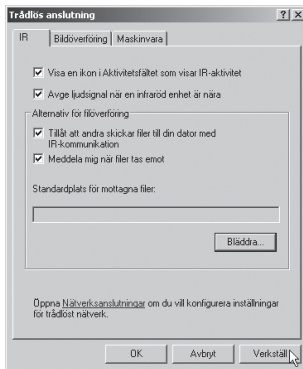 Trådlös anslutning
IR Bildöverföring Maskinvara
Visa en ikon i Aktivitetsfältet som visar IR-aktivitet
Avge ljudsignal när en infraröd enhet är nära
Alternativ för filöverföring
Tillåt att andra skickar filer till din dator med
IR-kommunikation
Meddela mig när filer tas emot
Standardplats för mottagna filer:
Bläddra...
Öppna Nätverksanslutningar om du vill konfigurera inställningar
för trådlöst nätverk.
OK Avbryt Verkställ